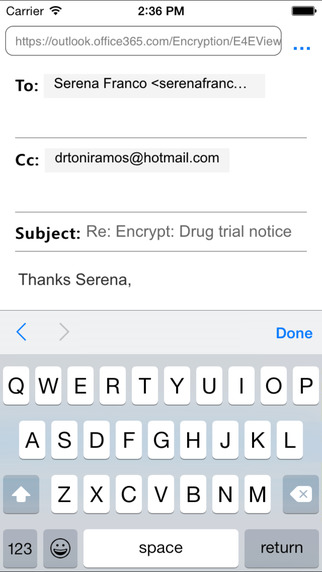 Carrier 2:36 PM
https://outlook.office365.com/Encryption/E4EView
...
To: Serena Franco <serenafranc…
Cc: drtoniramos@hotmail.com
Subject: Re: Encrypt: Drug trial notice
Thanks Serena,
Done
Q W E R T Y U I O P
A S D F G H J K L
Z X C V B N M
123 space return